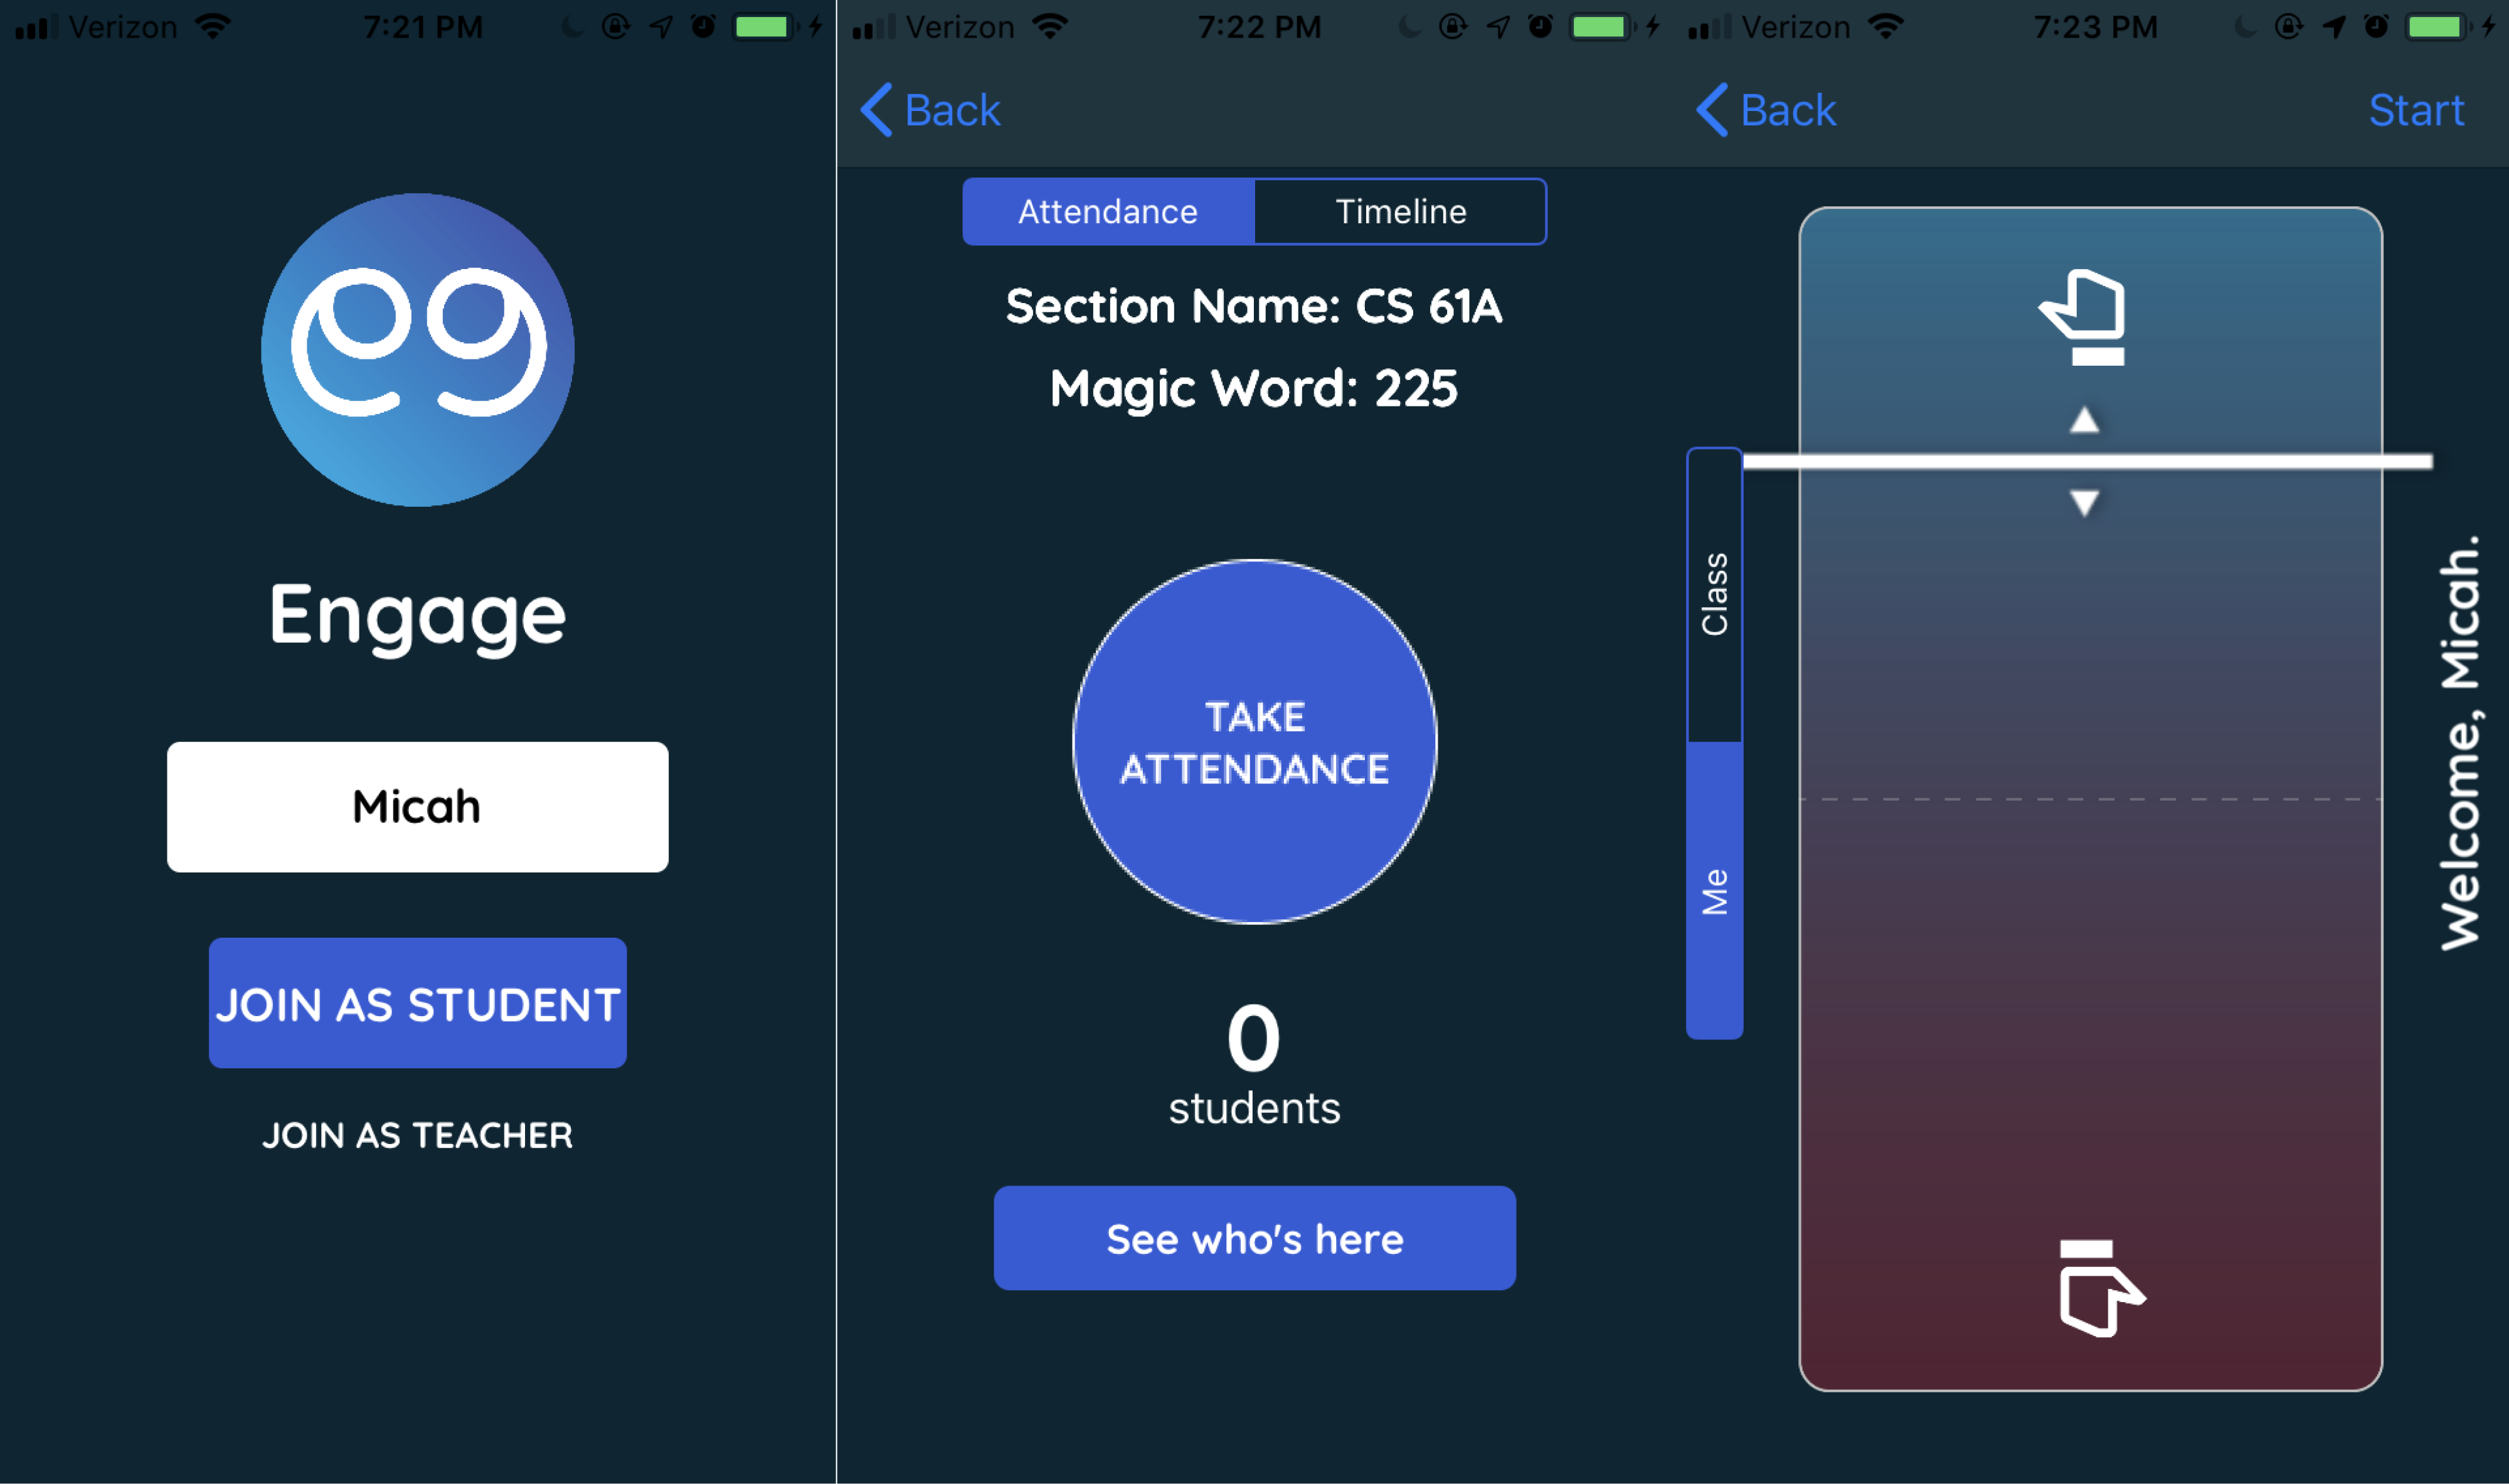 Verizon 7:21 PM
Engage
Micah
JOIN AS STUDENT
JOIN AS TEACHER
Verizon 7:22 PM
Back
Attendance Timeline
Section Name: CS 61A
Magic Word: 225
TAKE
ATTENDANCE
0
students
See who's here
Verizon 7:23 PM
Back Start
Class
Me
Welcome, Micah.